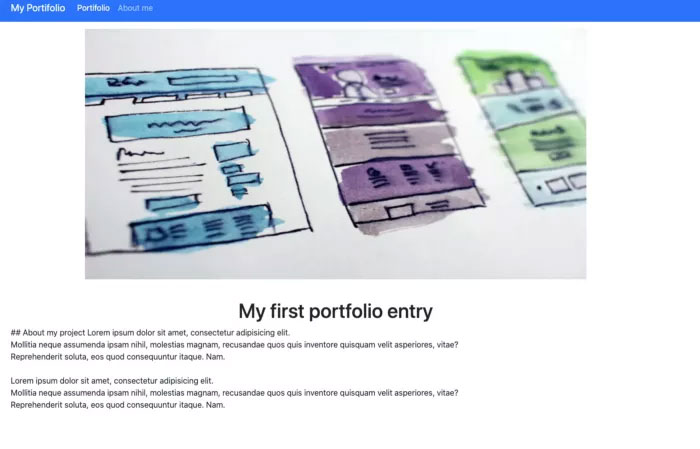 My Portifolio Portifolio About me
My first portfolio entry
## About my project Lorem ipsum dolor sit amet, consectetur adipisicing elit.
Mollitia neque assumenda ipsam nihil, molestias magnam, recusandae quos quis inventore quisquam velit asperiores, vitae?
Reprehenderit soluta, eos quod consequuntur itaque. Nam.
Lorem ipsum dolor sit amet, consectetur adipisicing elit.
Mollitia neque assumenda ipsam nihil, molestias magnam, recusandae quos quis inventore quisquam velit asperiores, vitae?
Reprehenderit soluta, eos quod consequuntur itaque. Nam.